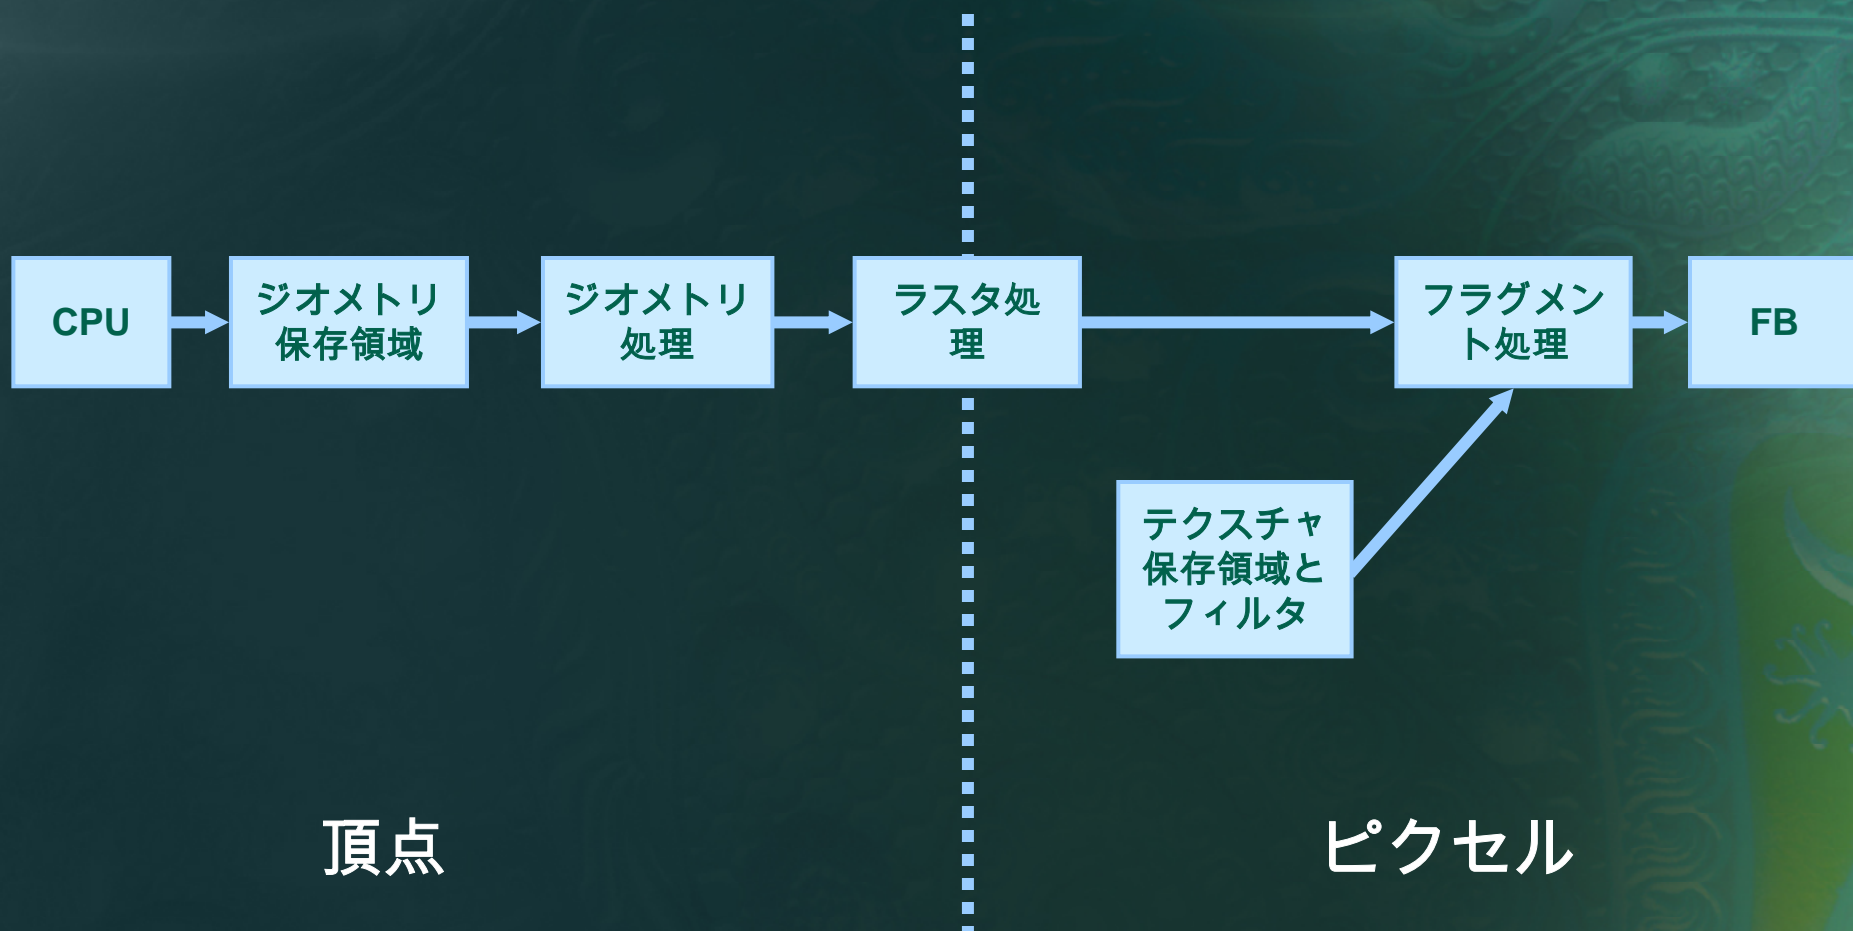 CPU
ジオメトリ
保存領域
ジオメトリ
処理
ラスタ処
理
フラグメン
ト処理
FB
テクスチャ
保存領域と
フィルタ
頂点
ピクセル